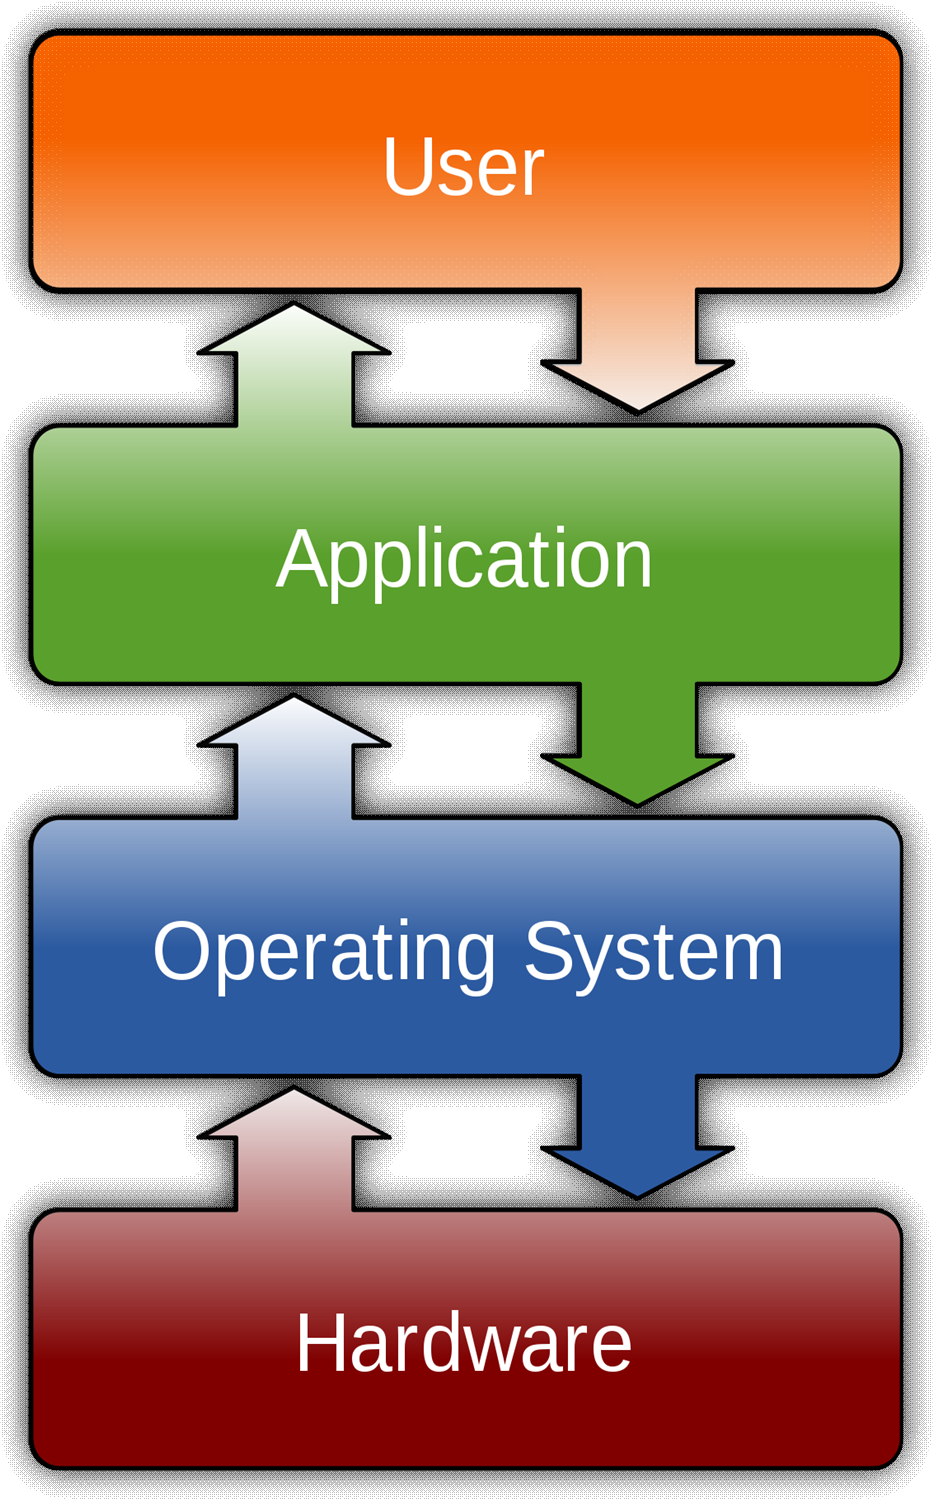 User
Application
Operating System
Hardware